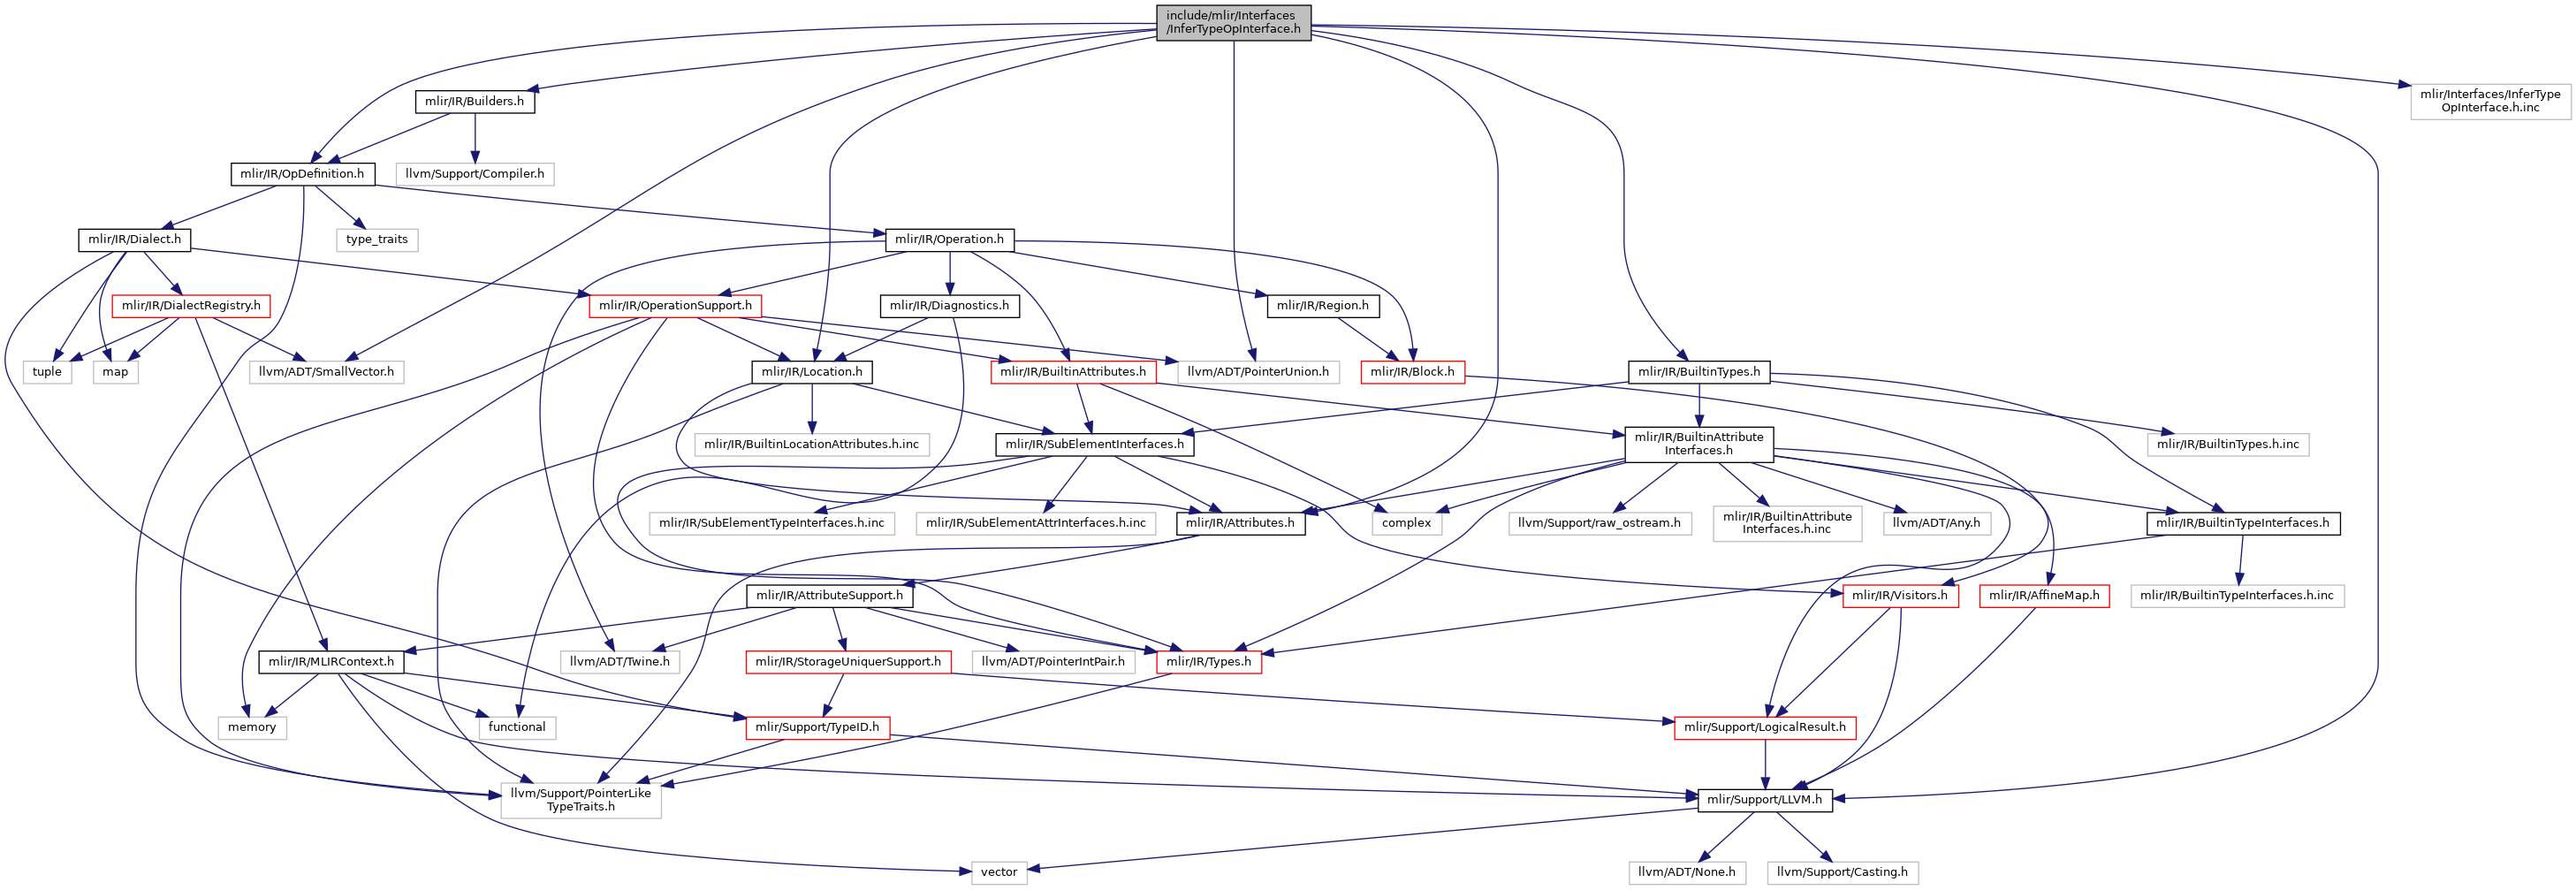 include/mlir/Interfaces
/InferTypeOpInterface.h
mlir/IR/Builders.h
mlir/Interfaces/InferType
OpInterface.h.inc
mlir/IR/OpDefinition.h
llvm/Support/Compiler.h
mlir/IR/Dialect.h
type_traits
mlir/IR/Operation.h
mlir/IR/DialectRegistry.h
mlir/IR/OperationSupport.h
mlir/IR/Diagnostics.h
mlir/IR/Region.h
tuple
map
llvm/ADT/SmallVector.h
mlir/IR/Location.h
mlir/IR/BuiltinAttributes.h
llvm/ADT/PointerUnion.h
mlir/IR/Block.h
mlir/IR/BuiltinTypes.h
mlir/IR/BuiltinLocationAttributes.h.inc
mlir/IR/SubElementInterfaces.h
mlir/IR/BuiltinAttribute
Interfaces.h
mlir/IR/BuiltinTypes.h.inc
mlir/IR/SubElementTypeInterfaces.h.inc
mlir/IR/SubElementAttrInterfaces.h.inc
mlir/IR/Attributes.h
complex
llvm/Support/raw_ostream.h
mlir/IR/BuiltinAttribute
Interfaces.h.inc
llvm/ADT/Any.h
mlir/IR/BuiltinTypeInterfaces.h
mlir/IR/AttributeSupport.h
mlir/IR/Visitors.h
mlir/IR/AffineMap.h
mlir/IR/BuiltinTypeInterfaces.h.inc
mlir/IR/MLIRContext.h
llvm/ADT/Twine.h
mlir/IR/StorageUniquerSupport.h
llvm/ADT/PointerIntPair.h
mlir/IR/Types.h
memory
functional
mlir/Support/TypeID.h
mlir/Support/LogicalResult.h
llvm/Support/PointerLike
TypeTraits.h
mlir/Support/LLVM.h
vector
llvm/ADT/None.h
llvm/Support/Casting.h